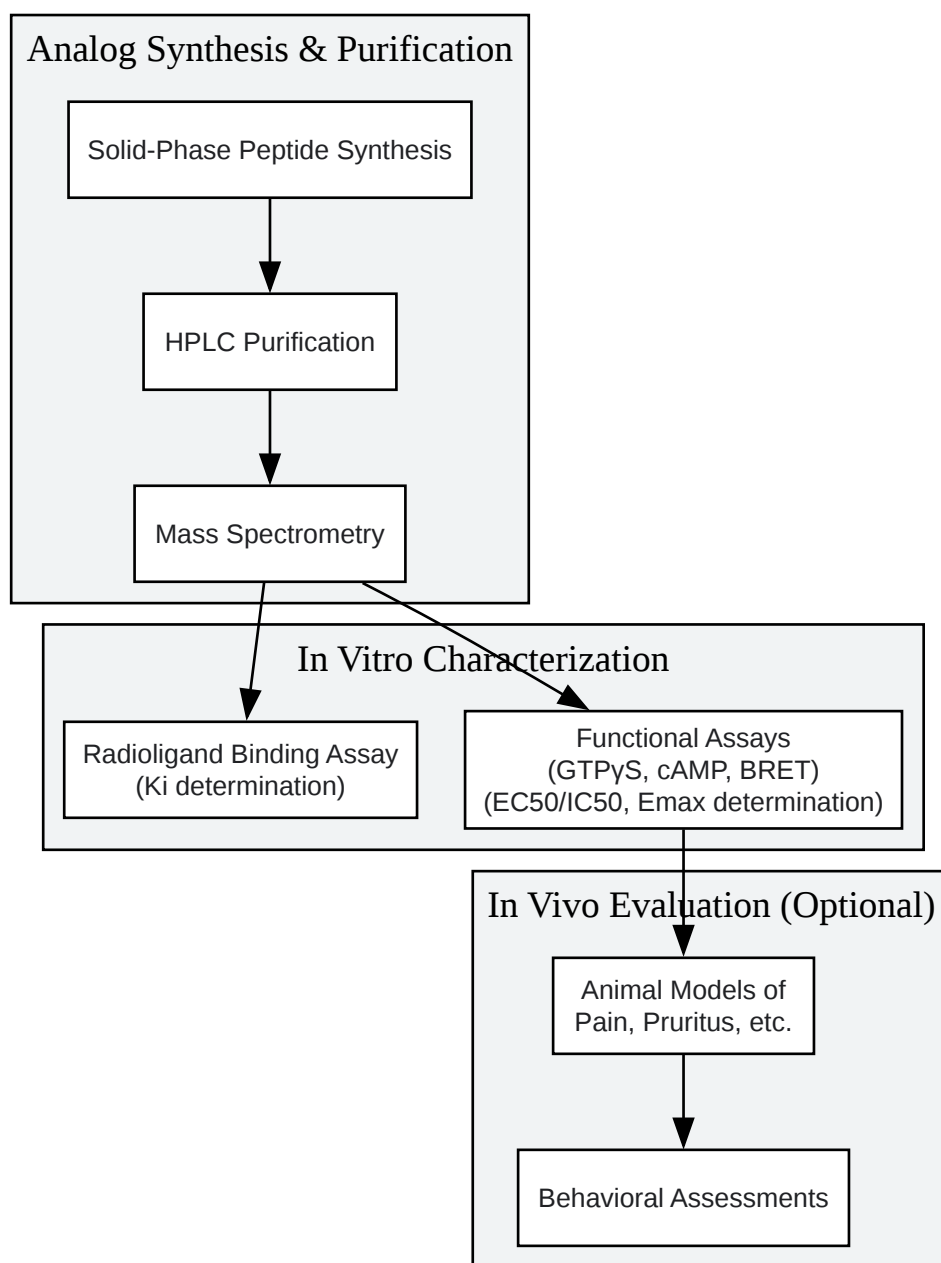 Analog Synthesis & Purification
Solid-Phase Peptide Synthesis
HPLC Purification
Mass Spectrometry
In Vitro Characterization
Radioligand Binding Assay
(Ki determination)
Functional Assays
(GTPγS, cAMP, BRET)
(EC50/IC50, Emax determination)
In Vivo Evaluation (Optional)
Animal Models of
Pain, Pruritus, etc.
Behavioral Assessments